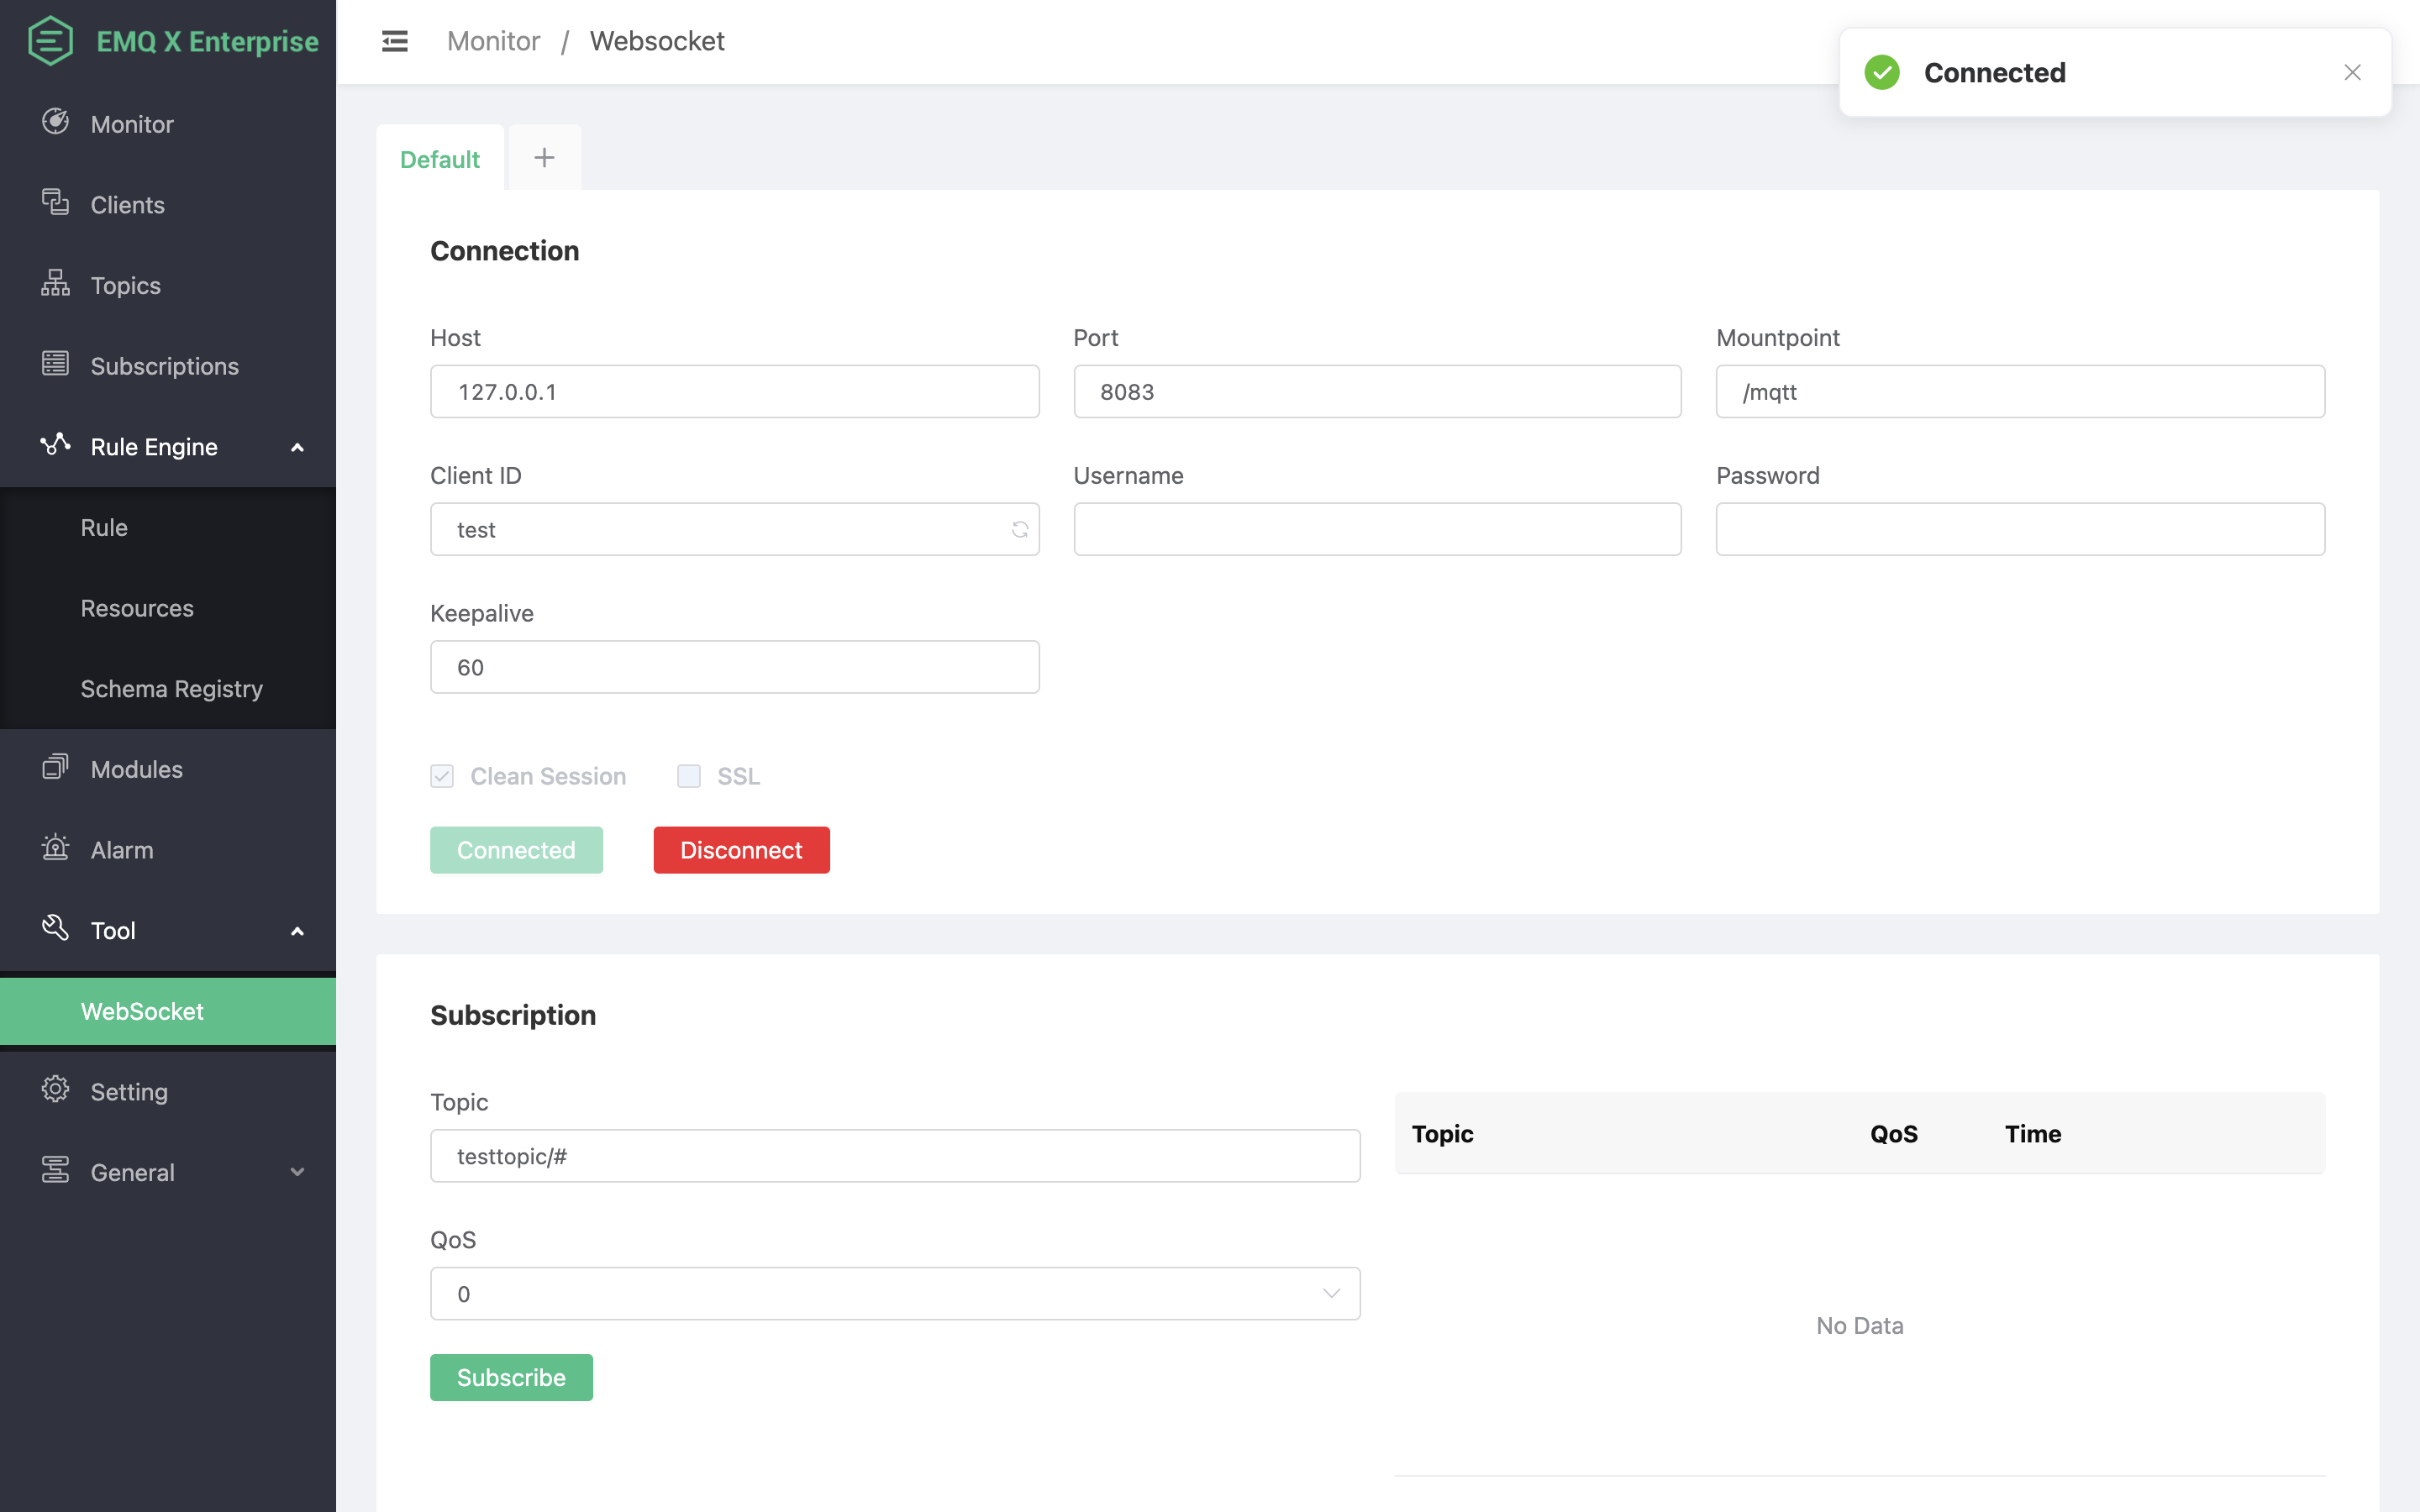 EMQ X Enterprise
Monitor
Clients
Topics
Subscriptions
Rule Engine
Rule
Resources
Schema Registry
Modules
Alarm
Tool
WebSocket
Setting
General
Monitor / Websocket
Connected
Default
Connection
Host Port Mountpoint
127.0.0.1 8083 /mqtt
Client ID Username Password
test
Keepalive
60
Clean Session SSL
Connected Disconnect
Subscription
Topic
testtopic/#
QoS
0
Subscribe
Topic QoS Time
No Data